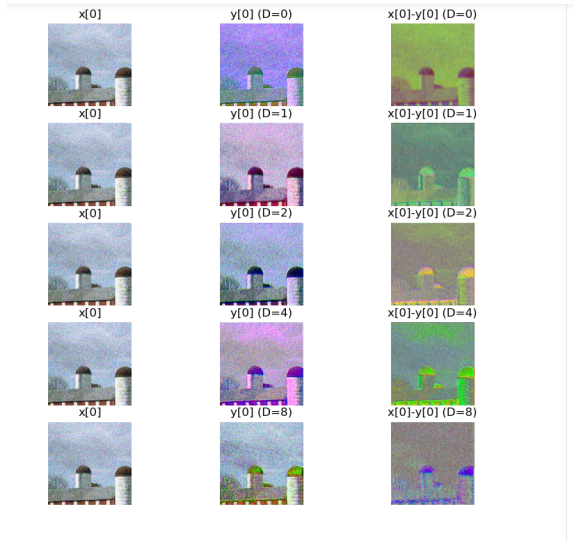 x[0] y[0] (D=0) x[0]-y[0] (D=0)
x[0] y[0] (D=1) x[0]-y[0] (D=1)
x[0] y[0] (D=2) x[0]-y[0] (D=2)
x[0] y[0] (D=4) x[0]-y[0] (D=4)
x[0] y[0] (D=8) x[0]-y[0] (D=8)